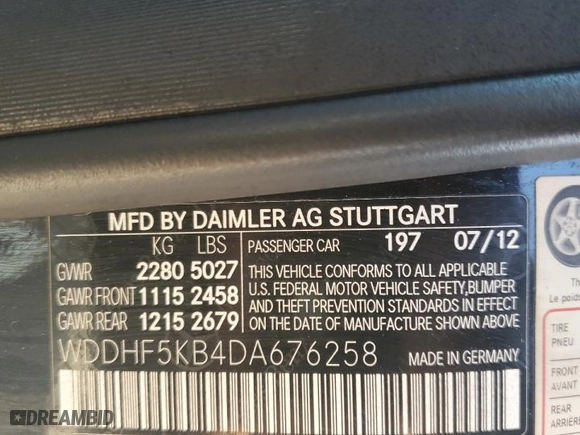 MFD BY DAIMLER AG STUTTGART
KG LBS PASSENGER CAR 197 07/12
GVWR 2280 5027 THIS VEHICLE CONFORMS TO ALL APPLICABLE
GAWR FRONT 1115 2458 U.S. FEDERAL MOTOR VEHICLE SAFETY,BUMPER
GAWR REAR 1215 2679 AND THEFT PREVENTION STANDARDS IN EFFECT
ON THE DATE OF MANUFACTURE SHOWN ABOVE.
WDDHF5KB4DA676258 MADE IN GERMANY
Th
Le poids
TIRE
PNEU
FRONT
AVANT
REAR
ARRIÈRE
DREAMBID